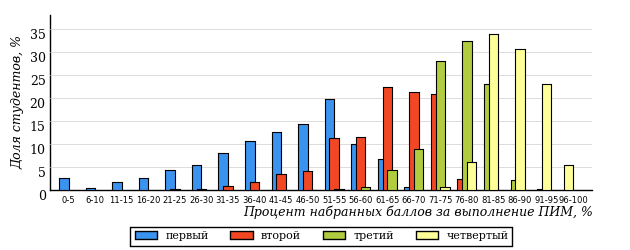 Доля студентов, %
35
30
25
20
15
10
5
0
0-5 6-10 11-15 16-20 21-25 26-30 31-35 36-40 41-45 46-50 51-55 56-60 61-65 66-70 71-75 76-80 81-85 86-90 91-95 96-100
Процент набранных баллов за выполнение ПИМ, %
первый второй третий четвертый